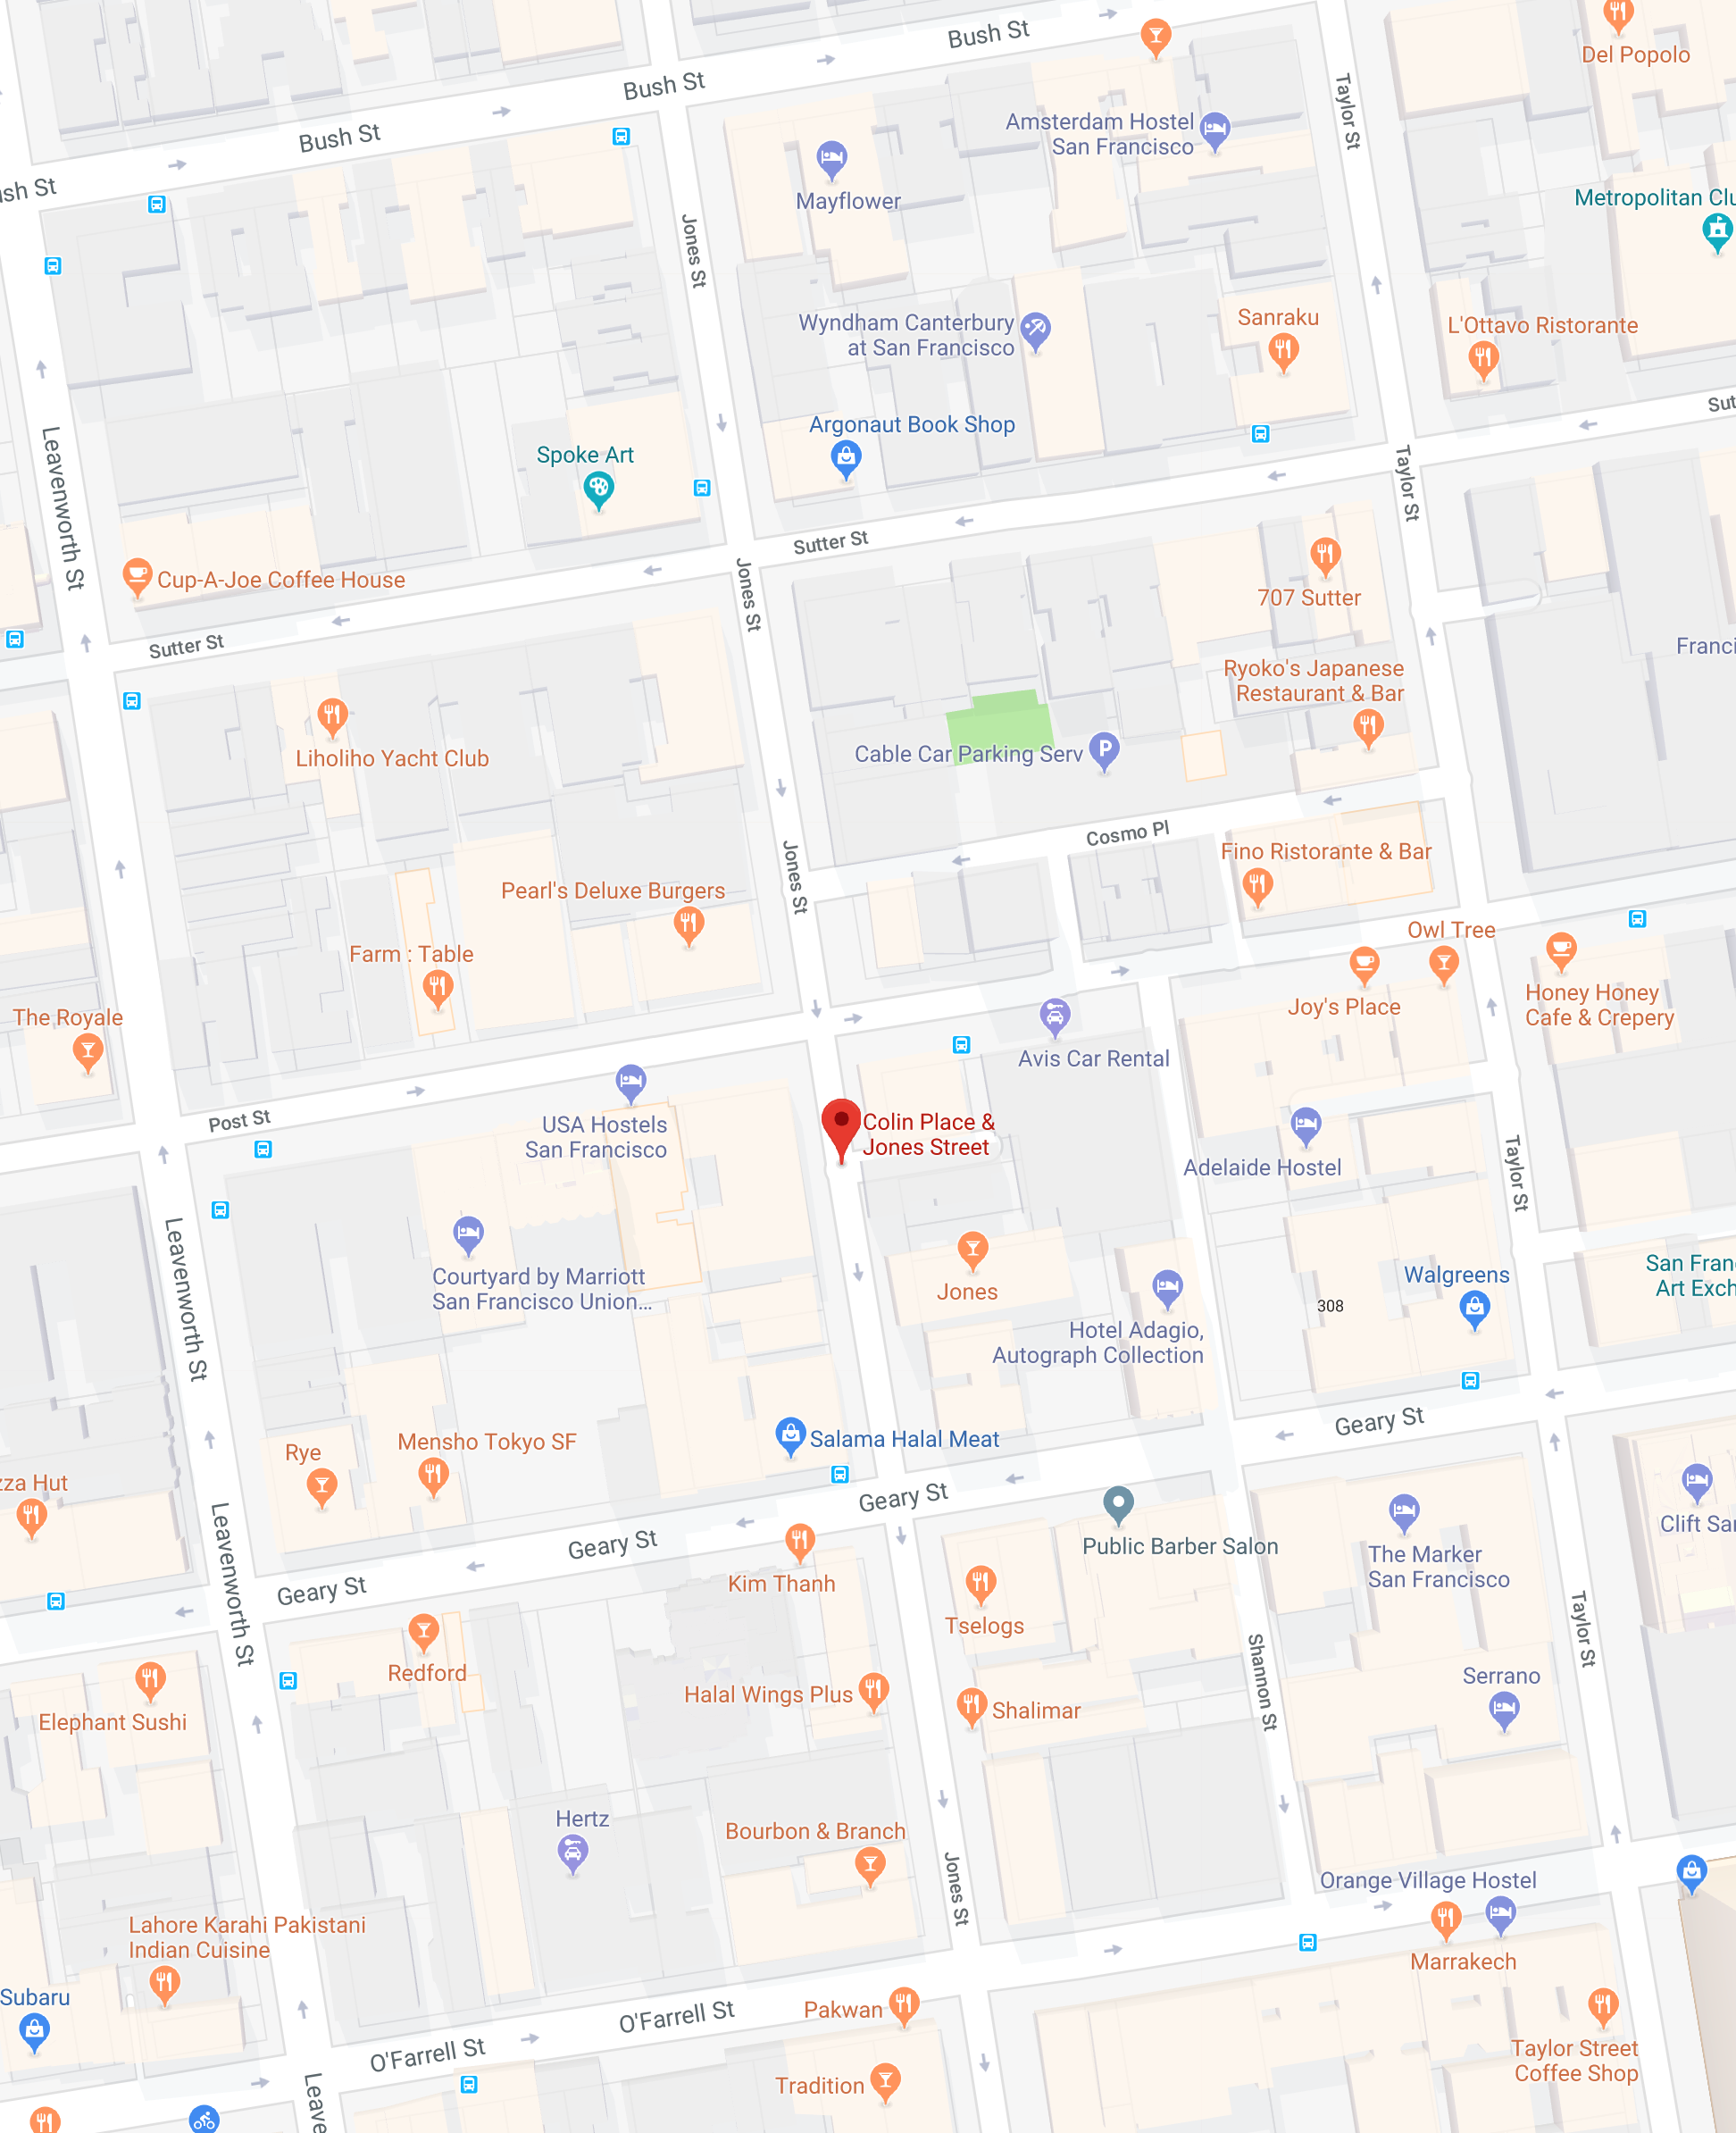 Bush St
Del Popolo
Bush St
Taylor St
Amsterdam Hostel
San Francisco
Bush St
Mayflower
Metropolitan Clu
ush St
Jones St
Wyndham Canterbury
at San Francisco
Sanraku
L'Ottavo Ristorante
Sut
Argonaut Book Shop
Spoke Art
Leavenworth St
Taylor St
Sutter St
Cup-A-Joe Coffee House
Jones St
707 Sutter
Sutter St
Franci
Ryoko's Japanese
Restaurant & Bar
Liholiho Yacht Club
Cable Car Parking Serv
P
Cosmo Pl
Fino Ristorante & Bar
Jones St
Pearl's Deluxe Burgers
Owl Tree
Farm : Table
Honey Honey
Cafe & Crepery
Joy's Place
The Royale
Avis Car Rental
Post St
USA Hostels
San Francisco
Colin Place &
Jones Street
Adelaide Hostel
Taylor St
Leavenworth St
Courtyard by Marriott
San Francisco Union...
Jones
Walgreens
San Fran
Art Exch
308
Hotel Adagio,
Autograph Collection
Geary St
Salama Halal Meat
Rye
Mensho Tokyo SF
zza Hut
Geary St
Geary St
Public Barber Salon
Clift Sa
The Marker
San Francisco
Kim Thanh
Geary St
Leavenworth St
Tselogs
Taylor St
Redford
Shannon St
Serrano
Halal Wings Plus
Shalimar
Elephant Sushi
Hertz
Bourbon & Branch
Jones St
Orange Village Hostel
Lahore Karahi Pakistani
Indian Cuisine
Marrakech
Subaru
Pakwan
O'Farrell St
O'Farrell St
Taylor Street
Coffee Shop
Tradition
Leave